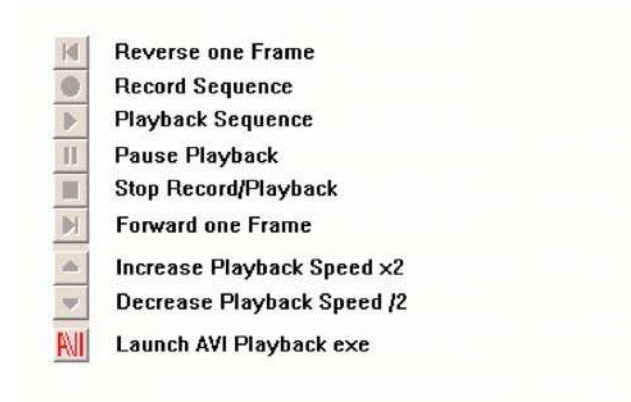 Reverse one Frame
Record Sequence
Playback Sequence
Pause Playback
Stop Record/Playback
Forward one Frame
Increase Playback Speed x2
Decrease Playback Speed /2
AVI Launch AVI Playback exe